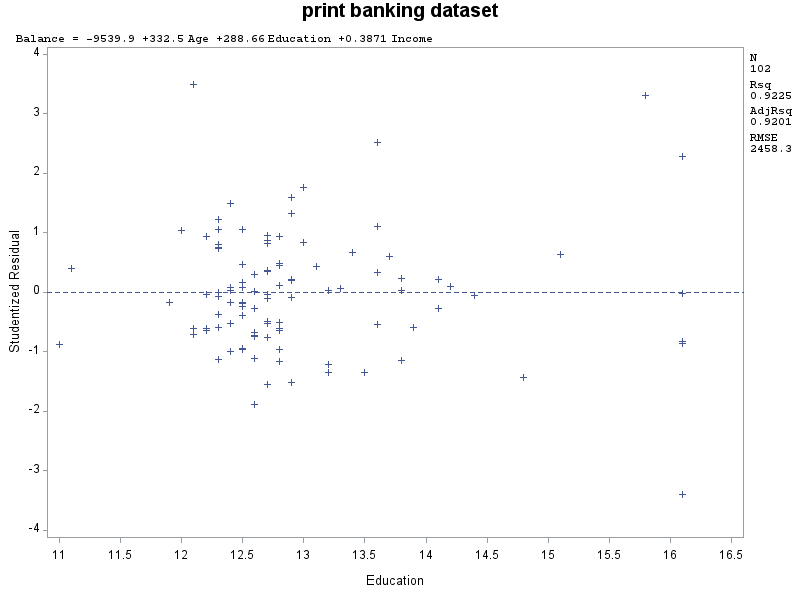 print banking dataset
Balance = -9539.9 +332.5 Age +288.66 Education +0.3871 Income
N
102
Rsq
0.9225
AdjRsq
0.9201
RMSE
2458.3
4
3
2
1
0
-1
-2
-3
-4
Studentized Residual
11 11.5 12 12.5 13 13.5 14 14.5 15 15.5 16 16.5
Education